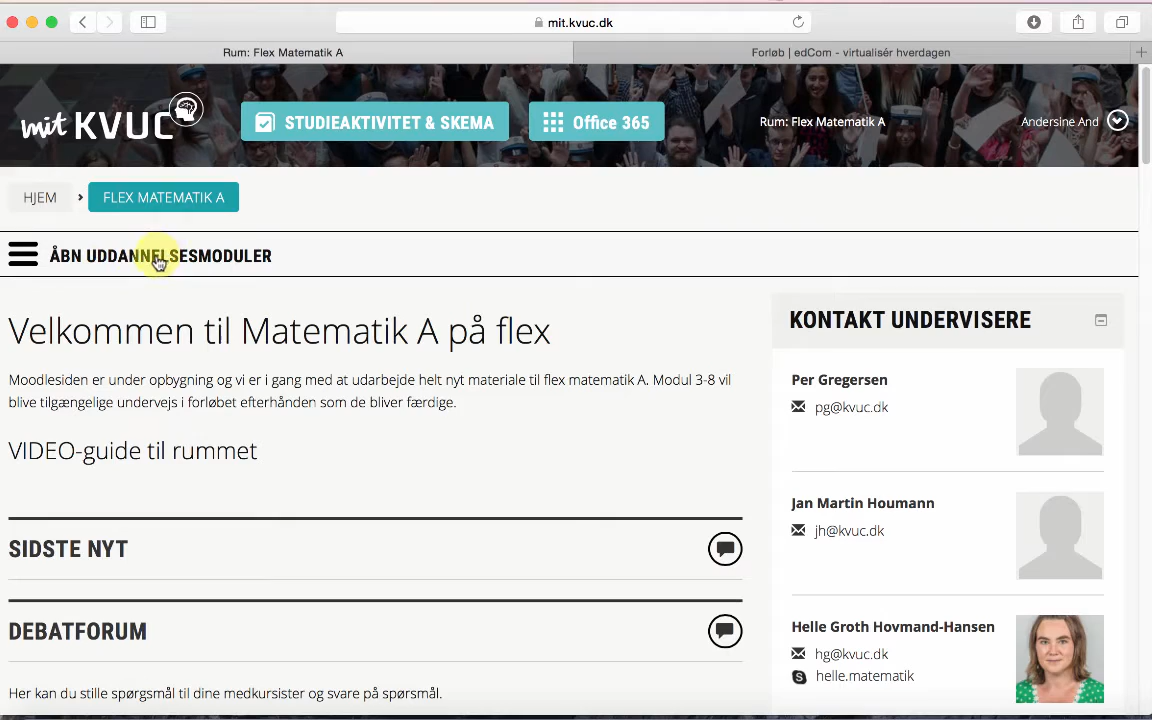 mit.kvuc.dk
Rum: Flex Matematik A
Forløb | edCom - virtualisér hverdagen
mit KVUC
STUDIEAKTIVITET & SKEMA
Office 365
Rum: Flex Matematik A
Andersine And
HJEM
FLEX MATEMATIK A
ÅBN UDDANNELSESMODULER
Velkommen til Matematik A på flex
Moodlesiden er under opbygning og vi er i gang med at udarbejde helt nyt materiale til flex matematik A. Modul 3-8 vil
blive tilgængelige undervejs i forløbet efterhånden som de bliver færdige.
VIDEO-guide til rummet
SIDSTE NYT
DEBATFORUM
Her kan du stille spørgsmål til dine medkursister og svare på spørsmål.
KONTAKT UNDERVISERE
Per Gregersen
pg@kvuc.dk
Jan Martin Houmann
jh@kvuc.dk
Helle Groth Hovmand-Hansen
hg@kvuc.dk
helle.matematik